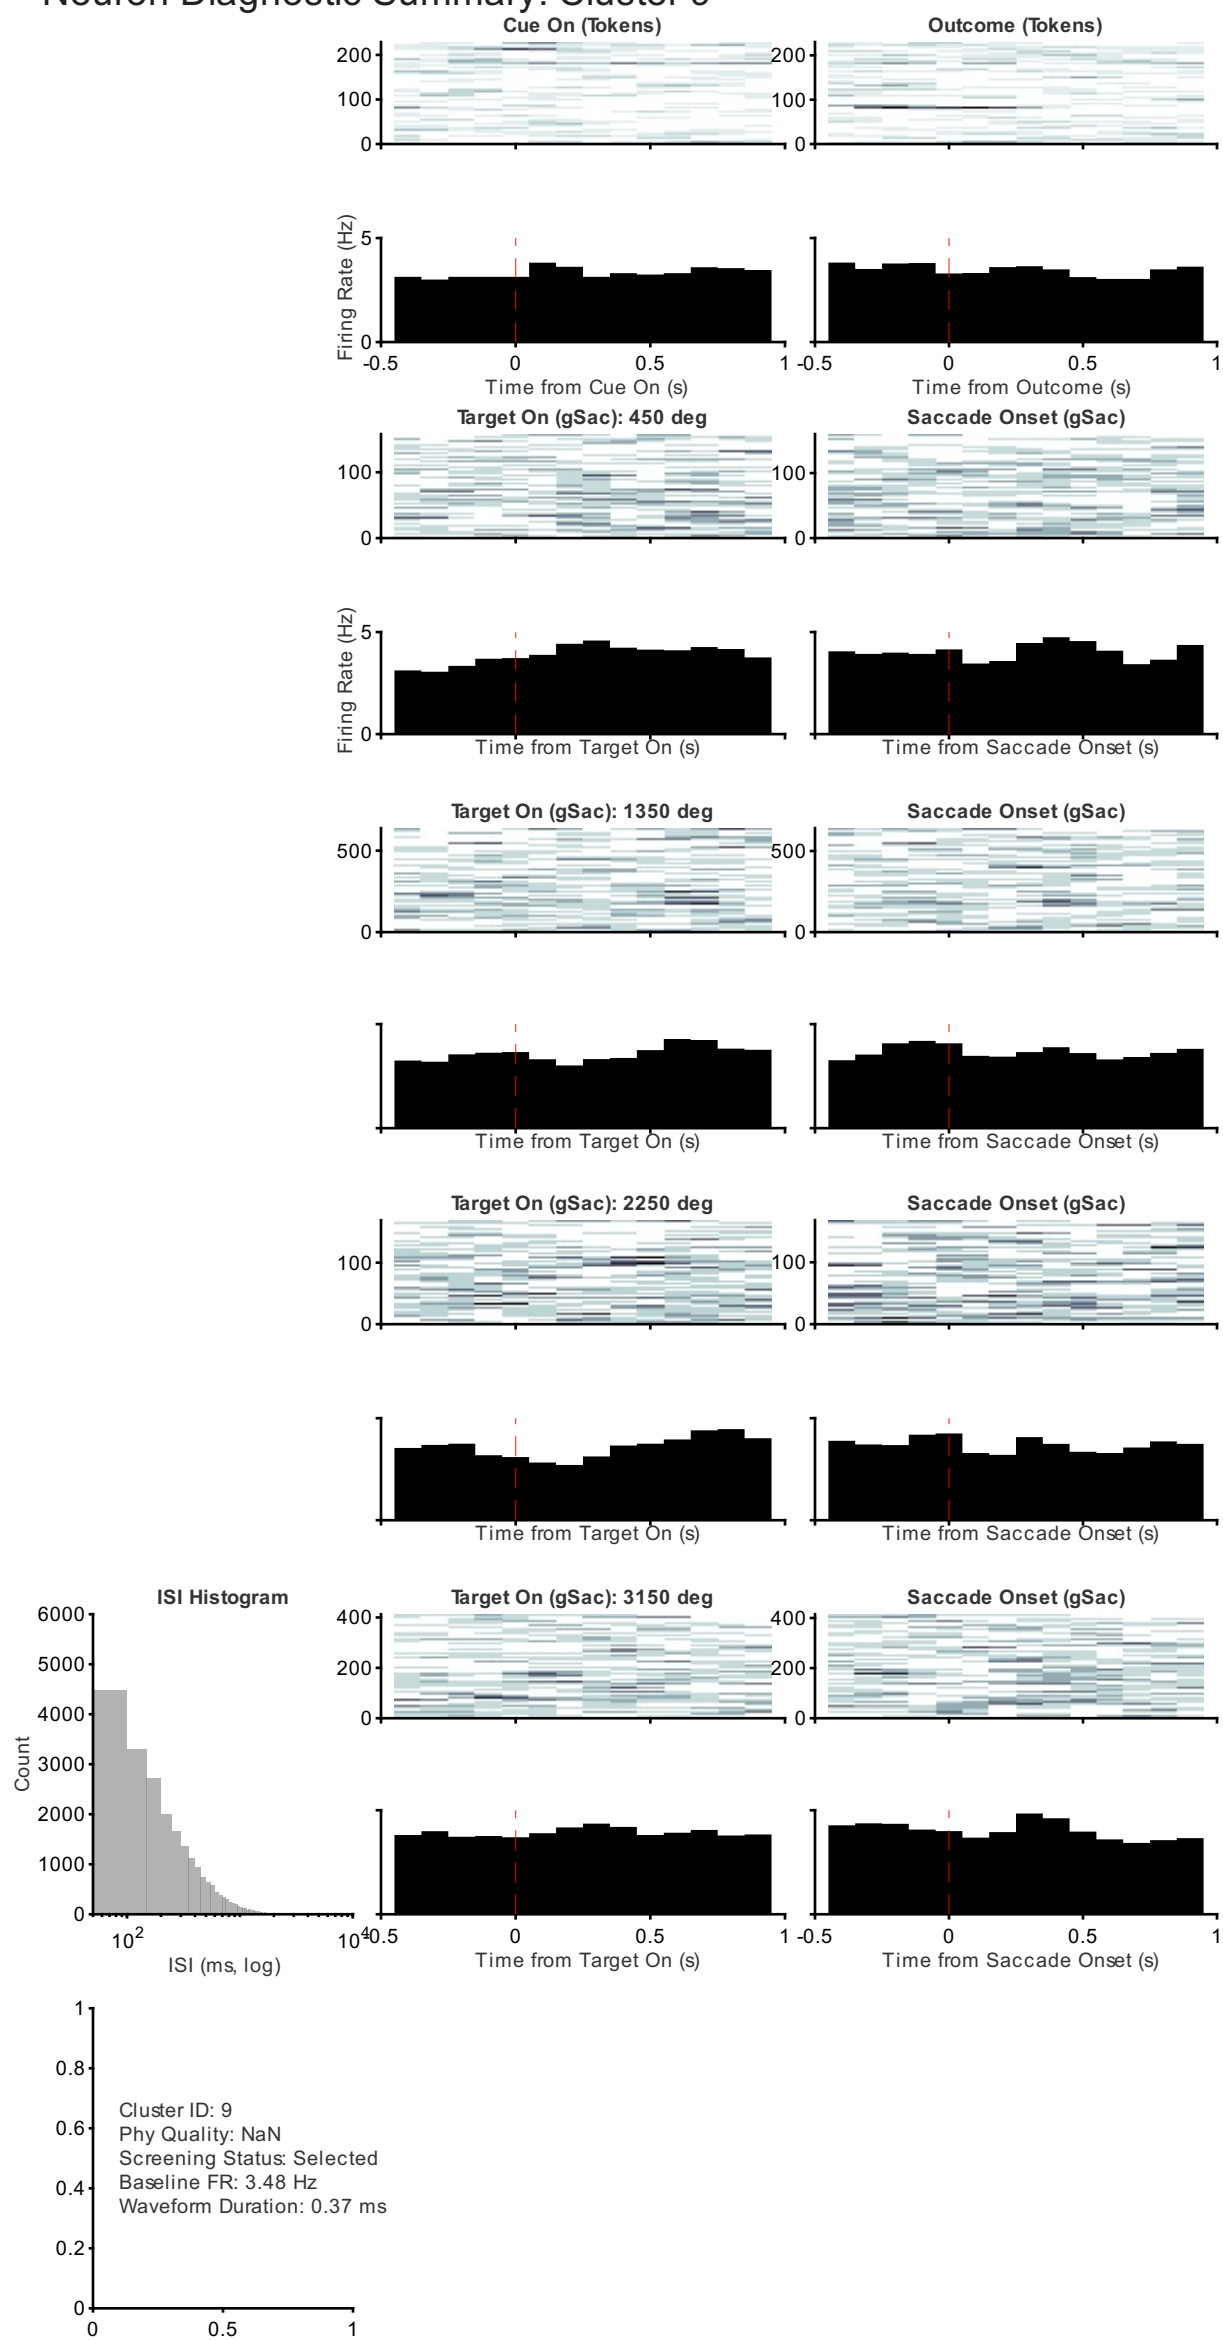 Cue On (Tokens)
Outcome (Tokens)
200
100
0
200
100
0
Firing Rate (Hz)
5
0
-0.5 0 0.5 1
-0.5 0 0.5 1
Time from Cue On (s)
Time from Outcome (s)
Target On (gSac): 450 deg
Saccade Onset (gSac)
100
0
100
0
Firing Rate (Hz)
5
0
Time from Target On (s)
Time from Saccade Onset (s)
Target On (gSac): 1350 deg
Saccade Onset (gSac)
500
0
500
0
Time from Target On (s)
Time from Saccade Onset (s)
Target On (gSac): 2250 deg
Saccade Onset (gSac)
100
0
100
0
Time from Target On (s)
Time from Saccade Onset (s)
ISI Histogram
Target On (gSac): 3150 deg
Saccade Onset (gSac)
6000
5000
4000
3000
2000
1000
0
Count
10^2 10^4
ISI (ms, log)
400
200
0
400
200
0
-0.5 0 0.5 1
-0.5 0 0.5 1
Time from Target On (s)
Time from Saccade Onset (s)
1
0.8
0.6
0.4
0.2
0
Cluster ID: 9
Phy Quality: NaN
Screening Status: Selected
Baseline FR: 3.48 Hz
Waveform Duration: 0.37 ms
0 0.5 1